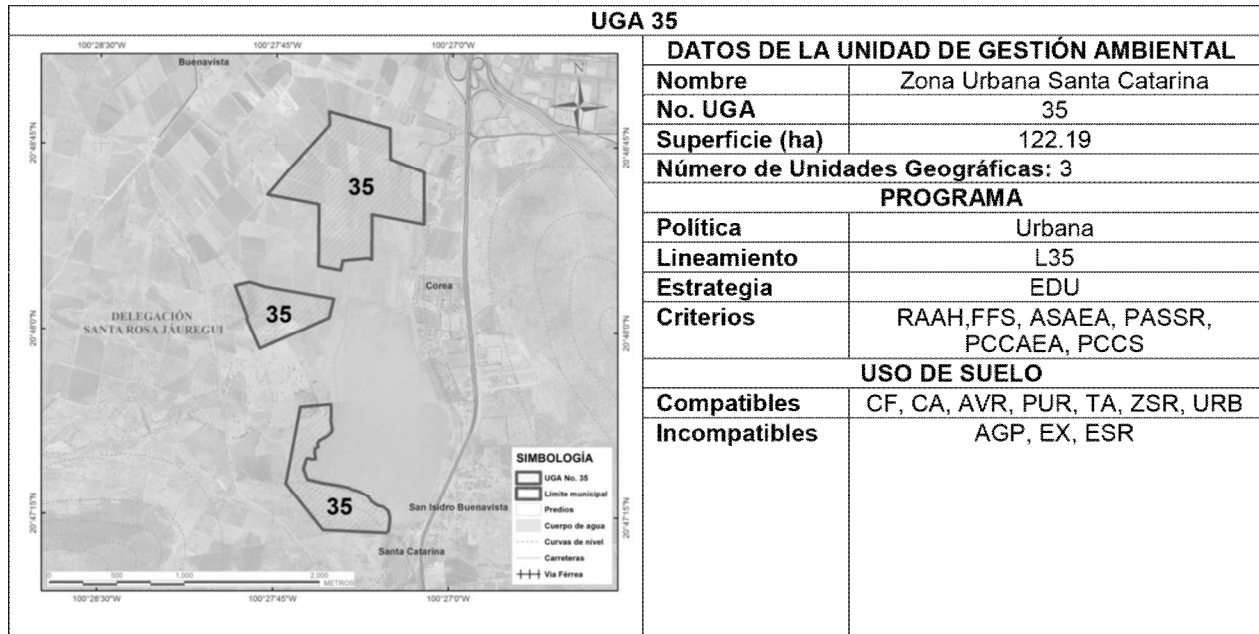 UGA 35
100°28'30"W 100°27'45"W 100°27'0"W
Buenavista
N
20°48'45"N
20°48'45"N
35
Corea
DELEGACIÓN
SANTA ROSA JÁUREGUI
35
20°48'0"N
20°48'0"N
SIMBOLOGÍA
UGA No. 35
Límite municipal
Predios
Cuerpo de agua
Curvas de nivel
Carreteras
Vía Férrea
35
San Isidro Buenavista
20°47'15"N
20°47'15"N
Santa Catarina
0 500 1,000 2,000
METROS
100°28'30"W 100°27'45"W 100°27'0"W
DATOS DE LA UNIDAD DE GESTIÓN AMBIENTAL
Nombre Zona Urbana Santa Catarina
No. UGA 35
Superficie (ha) 122.19
Número de Unidades Geográficas: 3
PROGRAMA
Política Urbana
Lineamiento L35
Estrategia EDU
Criterios RAAH,FFS, ASAEA, PASSR,
PCCAEA, PCCS
USO DE SUELO
Compatibles CF, CA, AVR, PUR, TA, ZSR, URB
Incompatibles AGP, EX, ESR